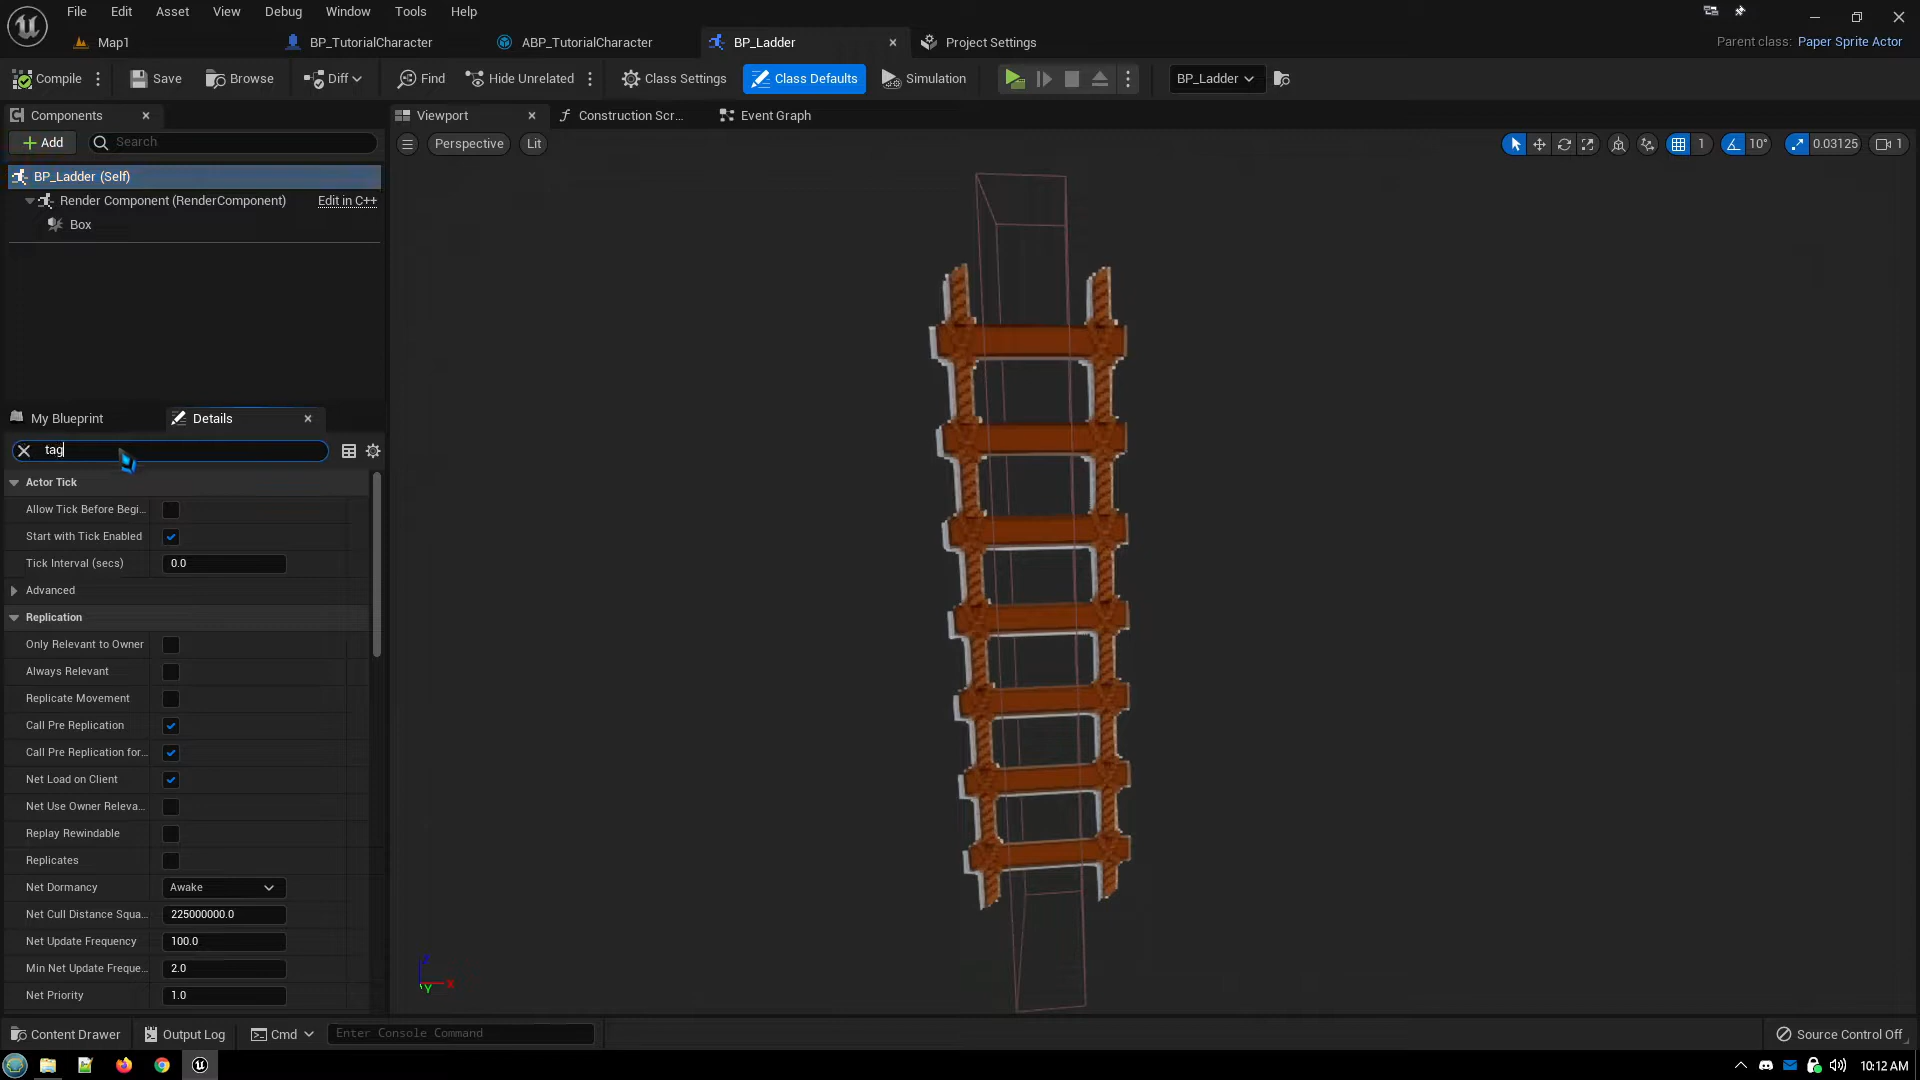 File Edit Asset View Debug Window Tools Help
Map1 BP_TutorialCharacter ABP_TutorialCharacter BP_Ladder Project Settings
Parent class: Paper Sprite Actor
Compile Save Browse Diff Find Hide Unrelated Class Settings Class Defaults Simulation BP_Ladder
Components Viewport Construction Scr... Event Graph
Add Search Perspective Lit 1 10° 0.03125 1
BP_Ladder (Self)
Render Component (RenderComponent) Edit in C++
Box
My Blueprint Details
tag
Actor Tick
Allow Tick Before Begi...
Start with Tick Enabled
Tick Interval (secs) 0.0
Advanced
Replication
Only Relevant to Owner
Always Relevant
Replicate Movement
Call Pre Replication
Call Pre Replication for...
Net Load on Client
Net Use Owner Releva...
Replay Rewindable
Replicates
Net Dormancy Awake
Net Cull Distance Squa... 225000000.0
Net Update Frequency 100.0
Min Net Update Freque... 2.0
Net Priority 1.0
Z
X
Y
Content Drawer Output Log Cmd Enter Console Command Source Control Off
10:12 AM